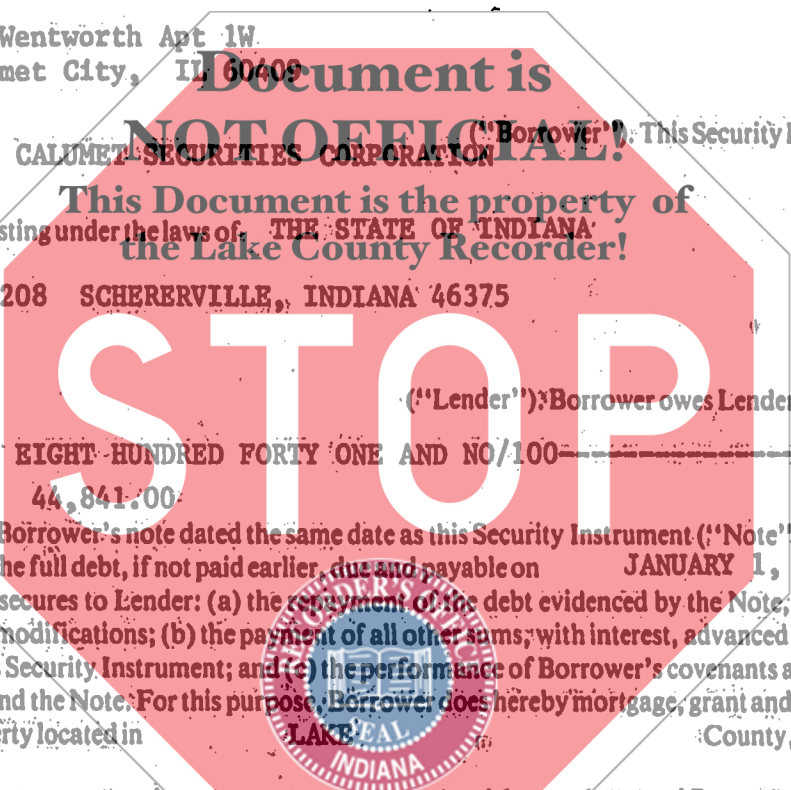 Wentworth Apt 1W
met City, IL 60409
Document is
NOT OFFICIAL!
("Borrower"). This Security
CALUMET SECURITIES CORPORATION
This Document is the property of
sting under the laws of THE STATE OF INDIANA
the Lake County Recorder!
208 SCHERERVILLE, INDIANA 46375
STOP
("Lender"). Borrower owes Lender
EIGHT HUNDRED FORTY ONE AND NO/100
44,841.00
Borrower's note dated the same date as this Security Instrument ("Note")
he full debt, if not paid earlier, due and payable on JANUARY 1,
secures to Lender: (a) the repayment of the debt evidenced by the Note,
modifications; (b) the payment of all other sums, with interest, advanced
Security Instrument; and (c) the performance of Borrower's covenants a
nd the Note. For this purpose, Borrower does hereby mortgage, grant and
rty located in LAKE County,
RECORDER'S OFFICE
SEAL
INDIANA